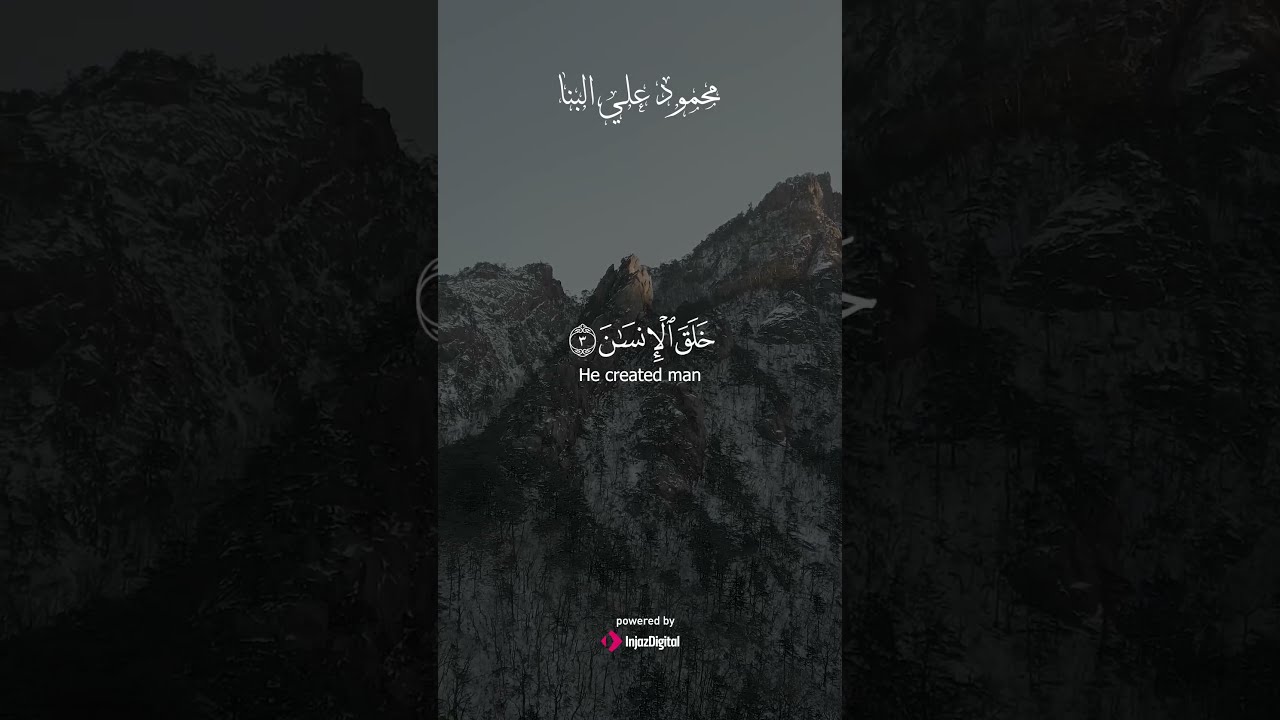 محمود علي البنا
خَلَقَ ٱلْإِنسَـٰنَ ٣
He created man
powered by
InjazDigital